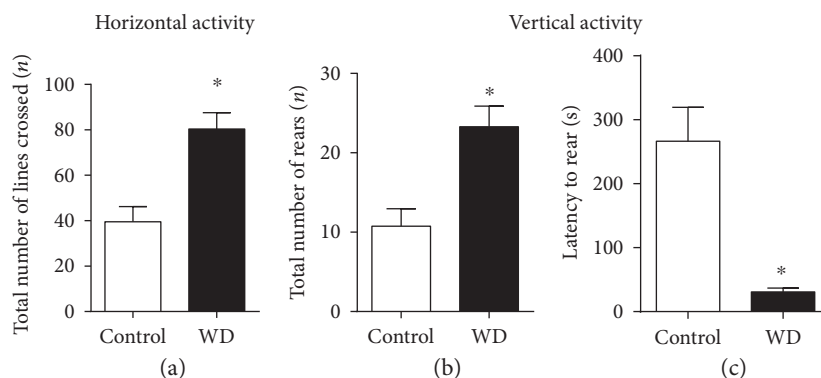 Horizontal activity
Vertical activity
Total number of lines crossed (n)
100
80
60
40
20
0
*
Control
WD
(a)
Total number of rears (n)
30
20
10
0
*
Control
WD
(b)
Latency to rear (s)
400
300
200
100
0
*
Control
WD
(c)